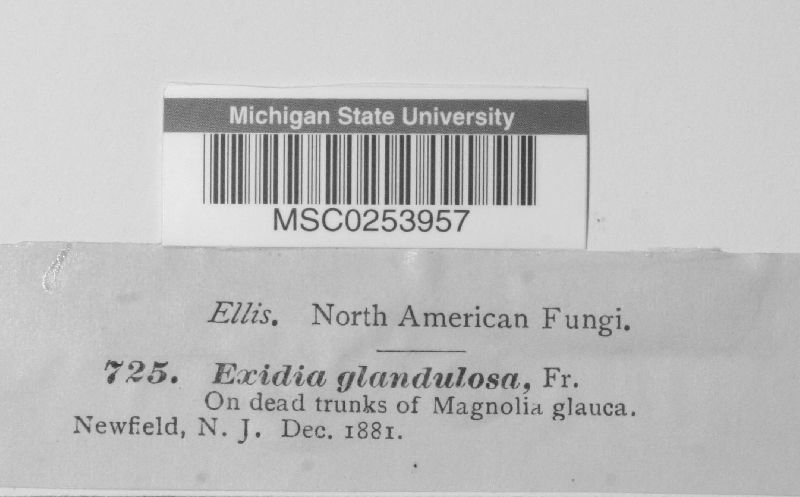 Michigan State University
MSC0253957
Ellis. North American Fungi.
725. Exidia glandulosa, Fr.
On dead trunks of Magnolia glauca.
Newfield, N. J. Dec. 1881.